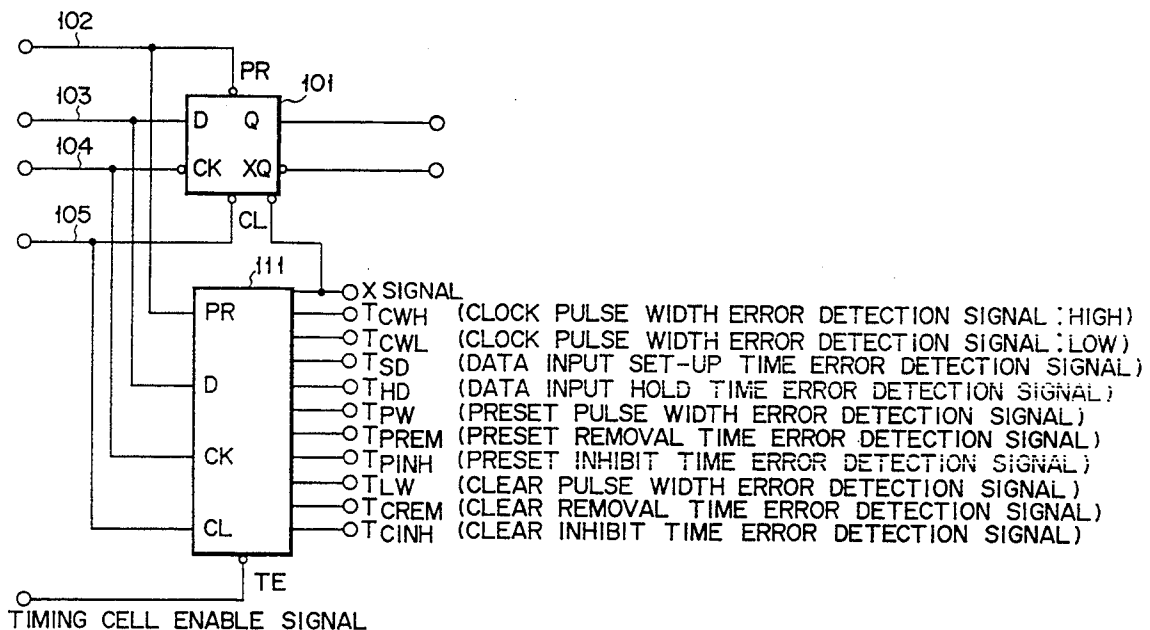 102
PR
101
103
D Q
104
CK XQ
CL
105
111
X SIGNAL
PR
TCWH (CLOCK PULSE WIDTH ERROR DETECTION SIGNAL:HIGH)
TCWL (CLOCK PULSE WIDTH ERROR DETECTION SIGNAL:LOW)
TSD (DATA INPUT SET-UP TIME ERROR DETECTION SIGNAL)
D
THD (DATA INPUT HOLD TIME ERROR DETECTION SIGNAL)
TPW (PRESET PULSE WIDTH ERROR DETECTION SIGNAL)
TPREM (PRESET REMOVAL TIME ERROR DETECTION SIGNAL)
CK
TPINH (PRESET INHIBIT TIME ERROR DETECTION SIGNAL)
TLW (CLEAR PULSE WIDTH ERROR DETECTION SIGNAL)
TCREM (CLEAR REMOVAL TIME ERROR DETECTION SIGNAL)
CL
TCINH (CLEAR INHIBIT TIME ERROR DETECTION SIGNAL)
TE
TIMING CELL ENABLE SIGNAL